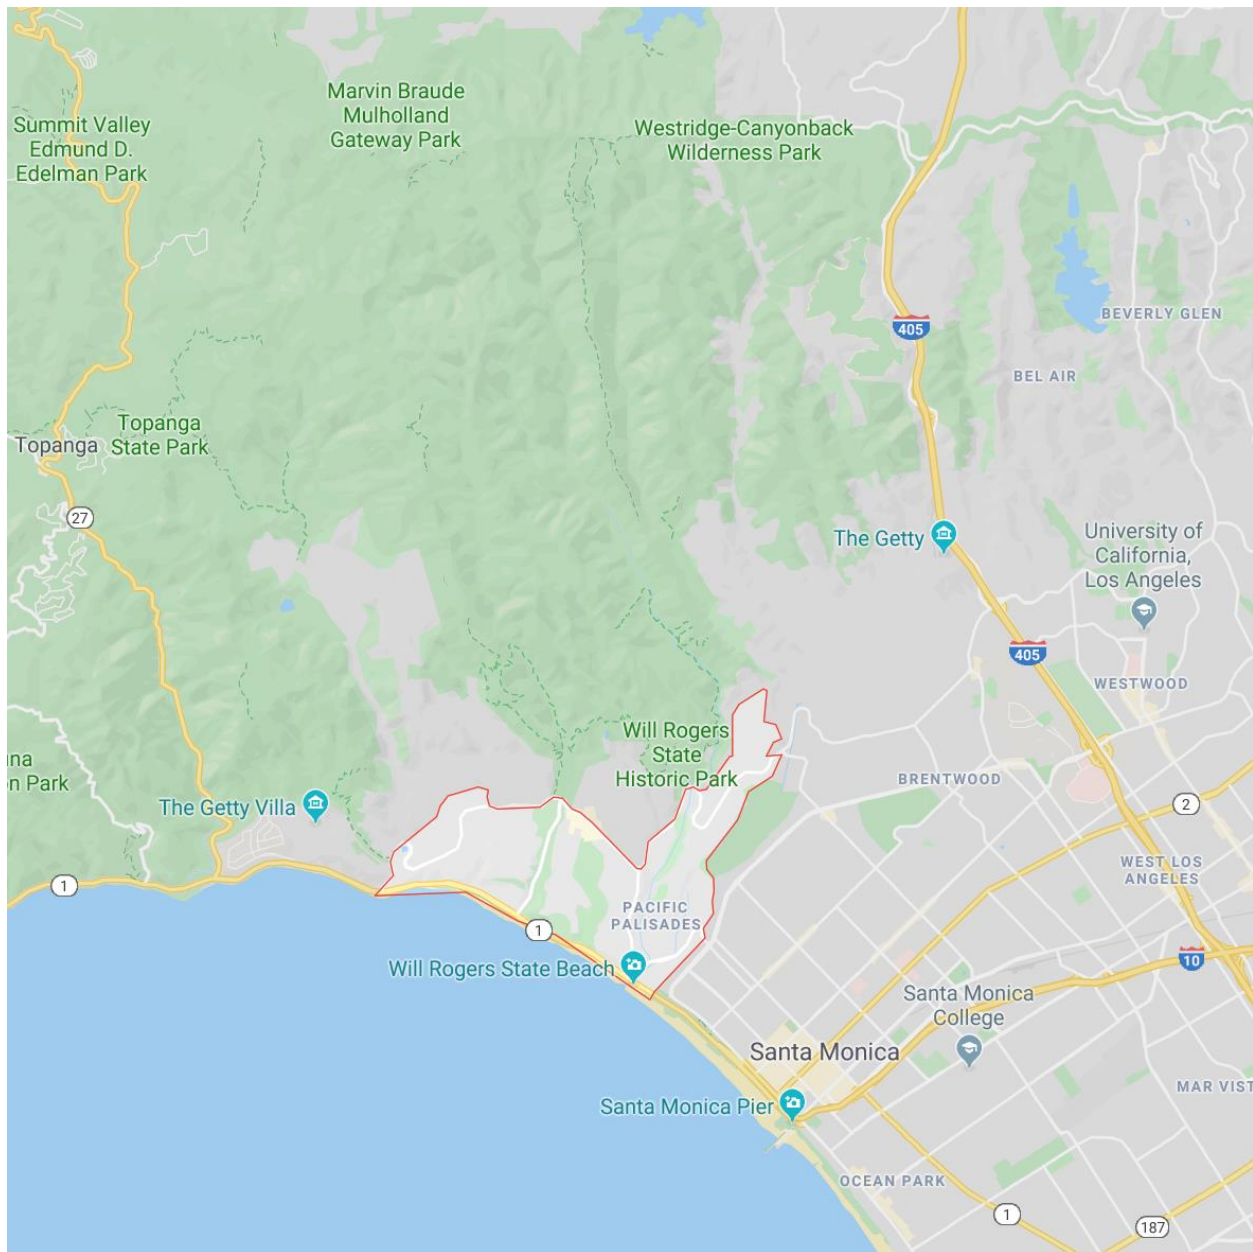 Marvin Braude
Mulholland
Gateway Park
Summit Valley
Edmund D.
Edelman Park
Westridge-Canyonback
Wilderness Park
BEVERLY GLEN
405
BEL AIR
Topanga
State Park
Topanga
27
The Getty
University of
California,
Los Angeles
405
WESTWOOD
Will Rogers
State
Historic Park
una
on Park
BRENTWOOD
The Getty Villa
2
WEST LOS
ANGELES
1
PACIFIC
PALISADES
1
10
Will Rogers State Beach
Santa Monica
College
Santa Monica
MAR VIST
Santa Monica Pier
OCEAN PARK
1
187